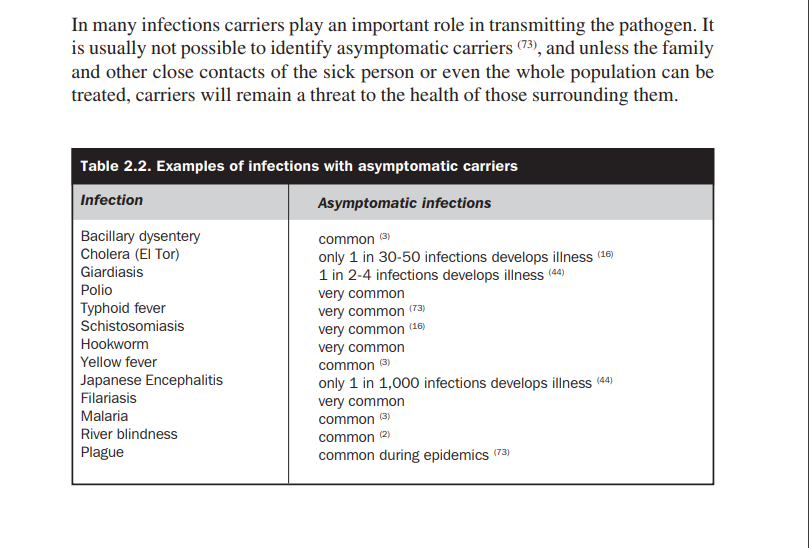 In many infections carriers play an important role in transmitting the pathogen. It
is usually not possible to identify asymptomatic carriers (73), and unless the family
and other close contacts of the sick person or even the whole population can be
treated, carriers will remain a threat to the health of those surrounding them.
Table 2.2. Examples of infections with asymptomatic carriers
Infection Asymptomatic infections
Bacillary dysentery common (3)
Cholera (El Tor) only 1 in 30-50 infections develops illness (16)
Giardiasis 1 in 2-4 infections develops illness (44)
Polio very common
Typhoid fever very common (73)
Schistosomiasis very common (16)
Hookworm very common
Yellow fever common (3)
Japanese Encephalitis only 1 in 1,000 infections develops illness (44)
Filariasis very common
Malaria common (3)
River blindness common (2)
Plague common during epidemics (73)